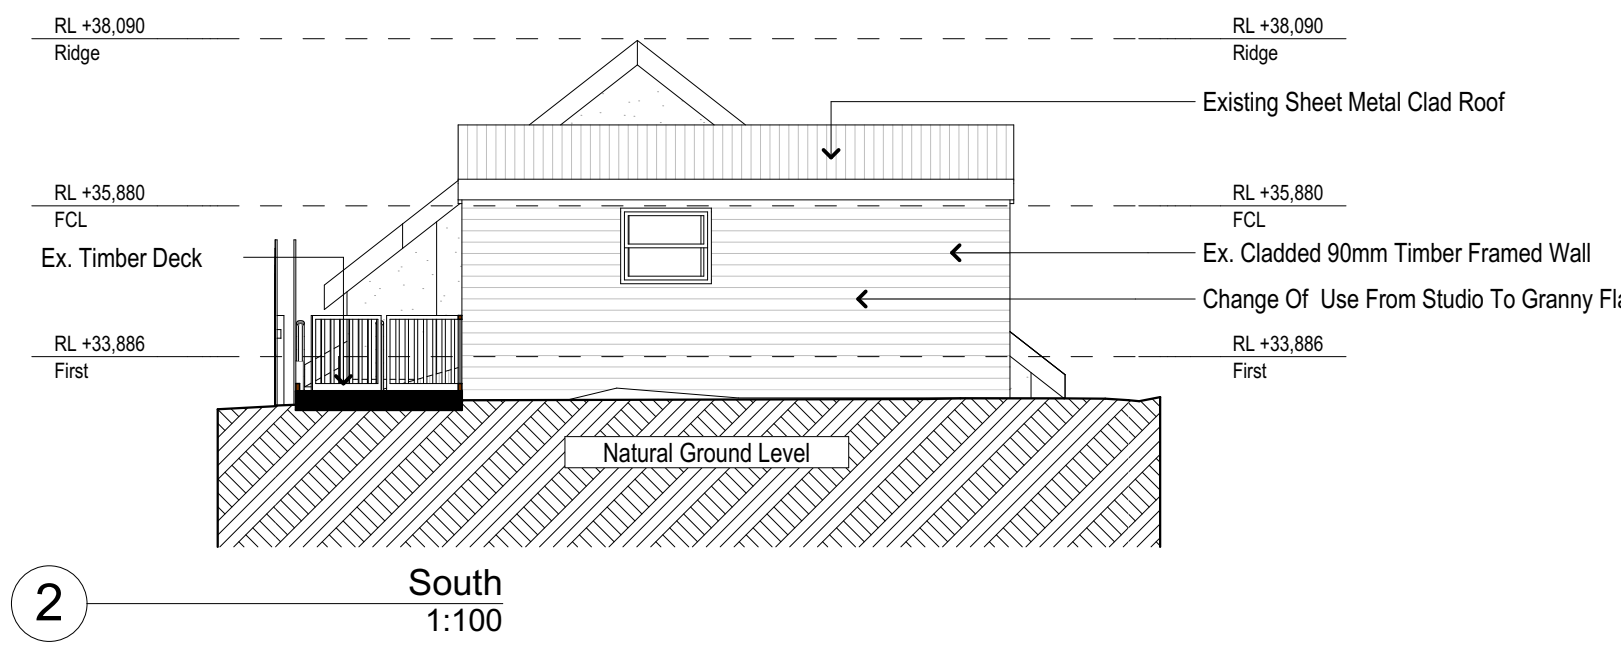 RL +38,090
Ridge
RL +38,090
Ridge
Existing Sheet Metal Clad Roof
RL +35,880
FCL
RL +35,880
FCL
Ex. Timber Deck
Ex. Cladded 90mm Timber Framed Wall
Change Of Use From Studio To Granny Fla
RL +33,886
First
RL +33,886
First
Natural Ground Level
2
South
1:100